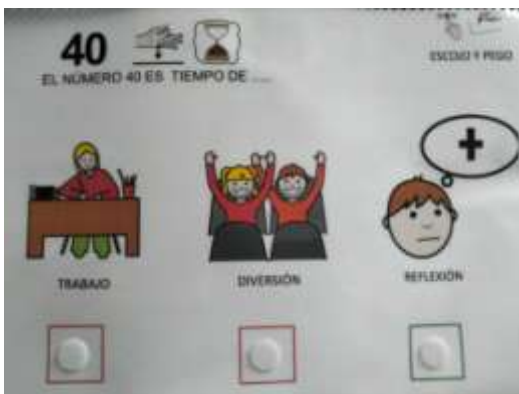 40
EL NÚMERO 40 ES TIEMPO DE ....
ESCOJO Y PEGO
TRABAJO
DIVERSIÓN
REFLEXIÓN